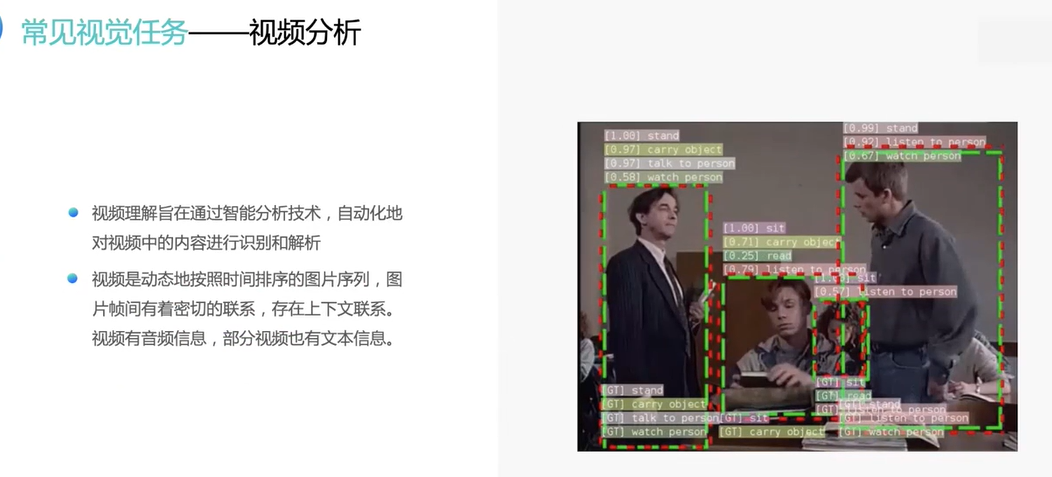 常见视觉任务——视频分析
视频理解旨在通过智能分析技术，自动化地
对视频中的内容进行识别和解析
视频是动态地按照时间排序的图片序列，图
片帧间有着密切的联系，存在上下文联系。
视频有音频信息，部分视频也有文本信息。
[1.00] stand
[0.97] carry object
[0.97] talk to person
[0.58] watch person
[0.99] stand
[0.92] listen to person
[0.67] watch person
[1.00] sit
[0.71] carry object
[0.25] read
[0.79] listen to person
sit
[0.57] listen to person
[GT] stand
[GT] carry object
[GT] talk to person
[GT] watch person
[GT] sit
[GT] carry object
[GT] sit
[GT] read
[GT] listen to person
[GT] stand
[GT] listen to person
[GT] watch person